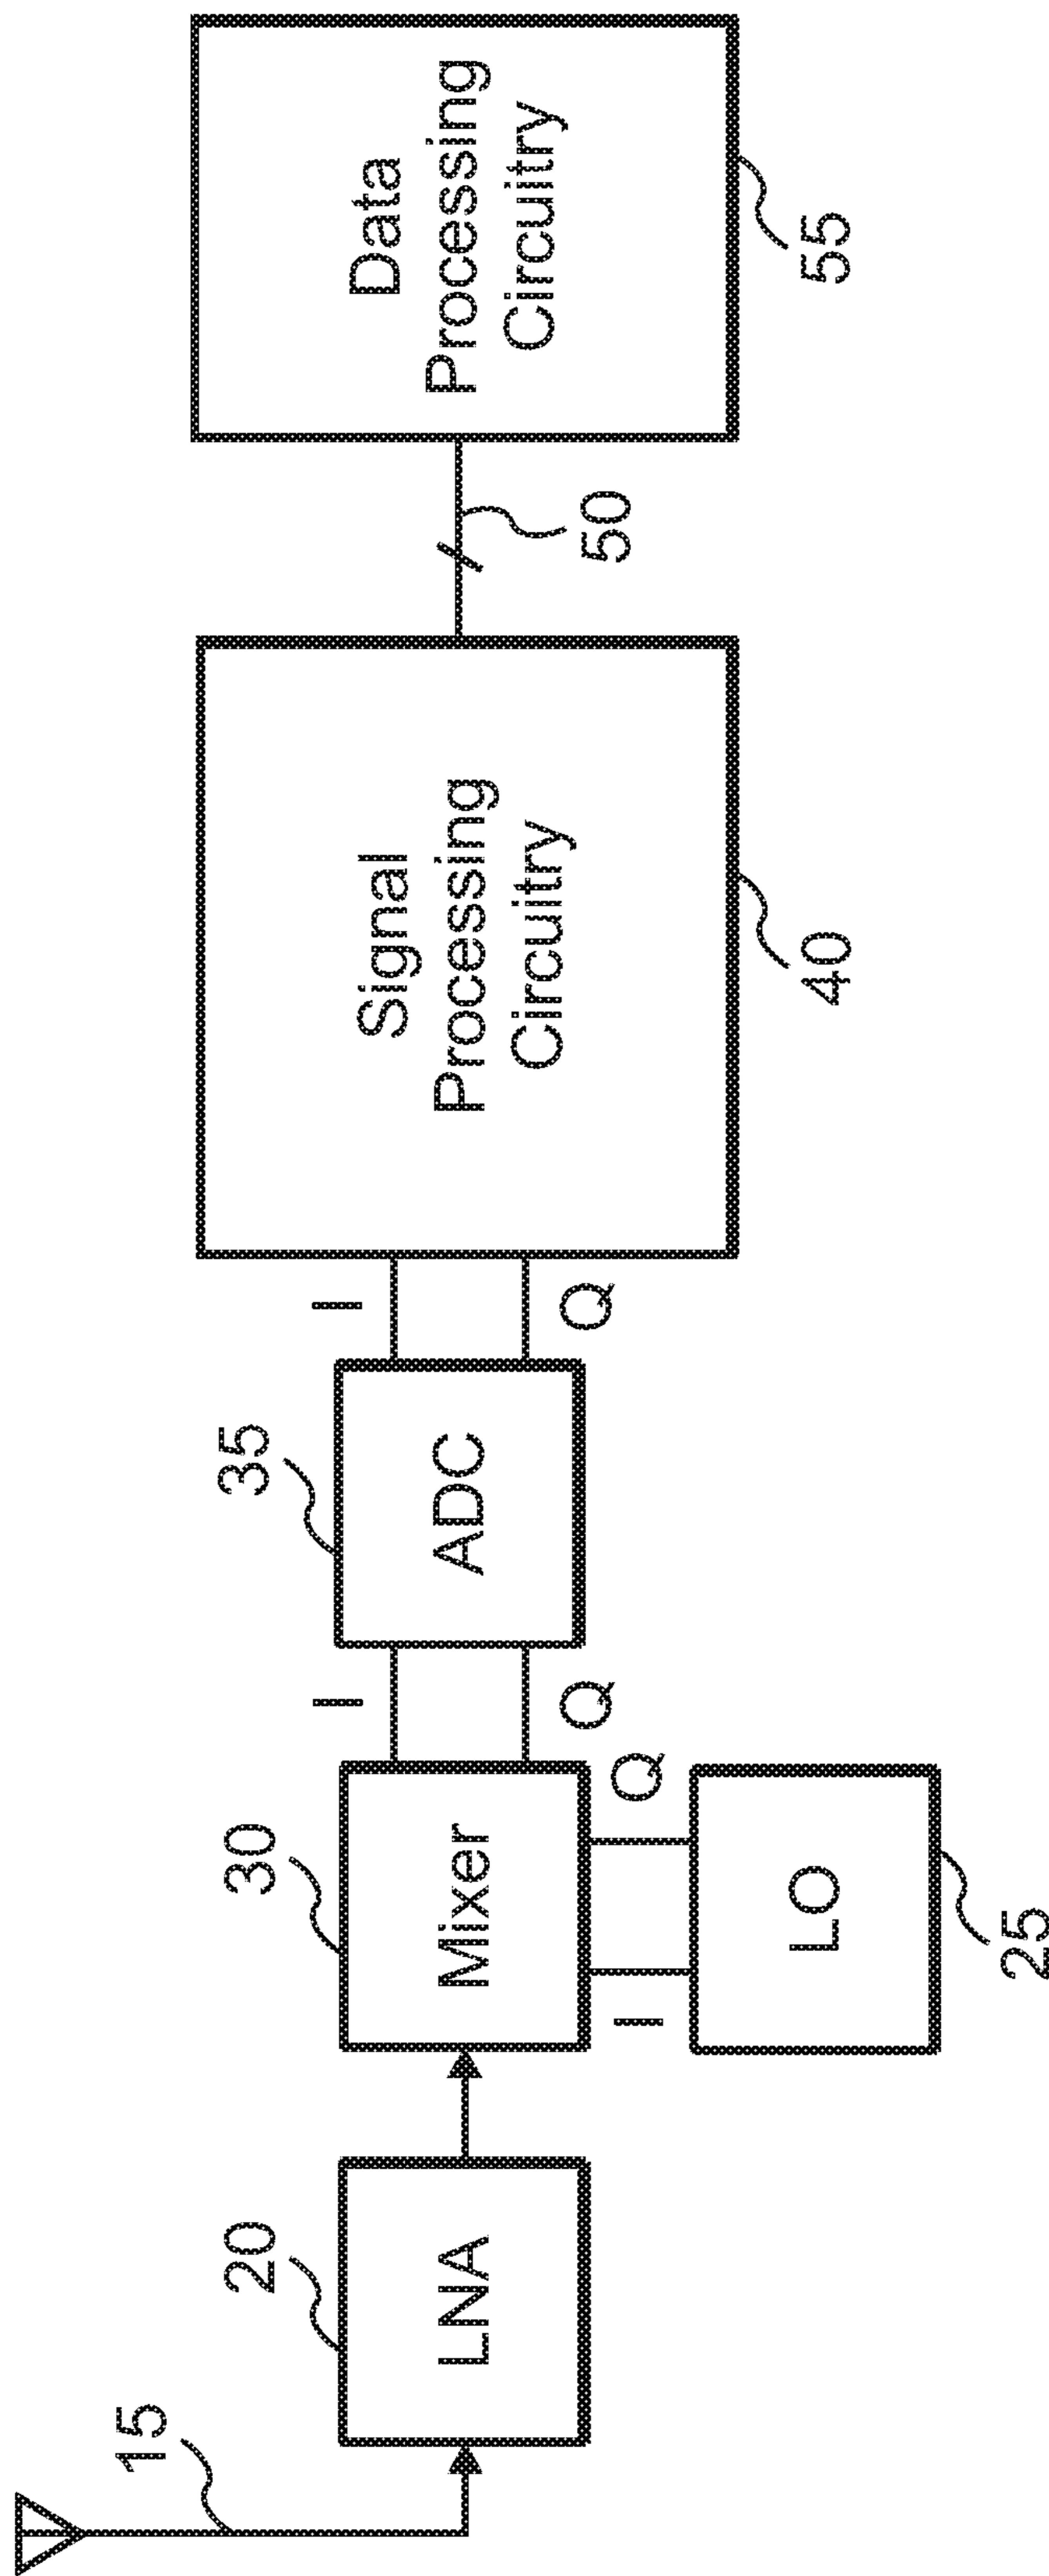 15
20
LNA
30
Mixer
I
Q
LO
25
I
Q
35
ADC
I
Q
Signal
Processing
Circuitry
40
50
Data
Processing
Circuitry
55